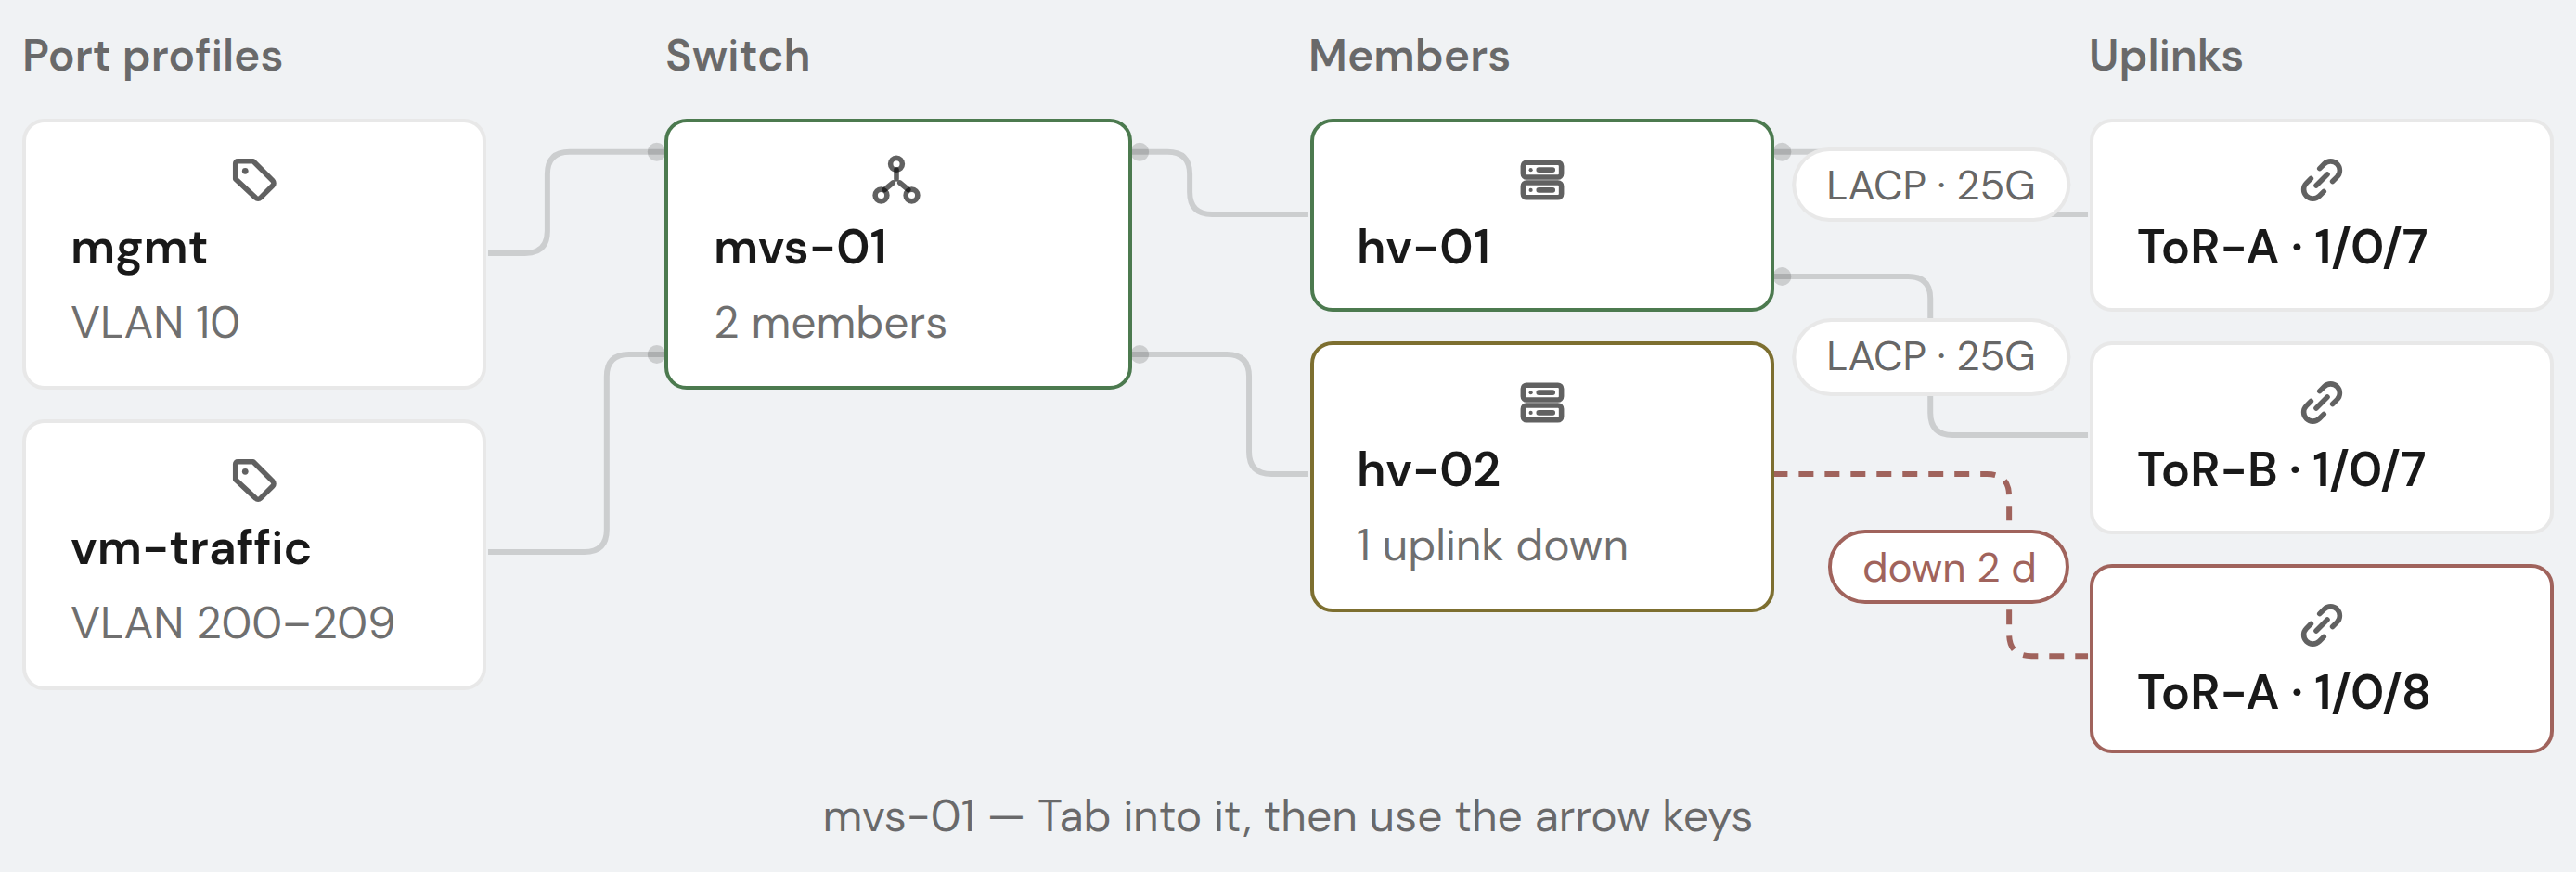 Port profiles
Switch
Members
Uplinks
mgmt
VLAN 10
vm-traffic
VLAN 200–209
mvs-01
2 members
hv-01
hv-02
1 uplink down
LACP · 25G
LACP · 25G
down 2 d
ToR-A · 1/0/7
ToR-B · 1/0/7
ToR-A · 1/0/8
mvs-01 — Tab into it, then use the arrow keys